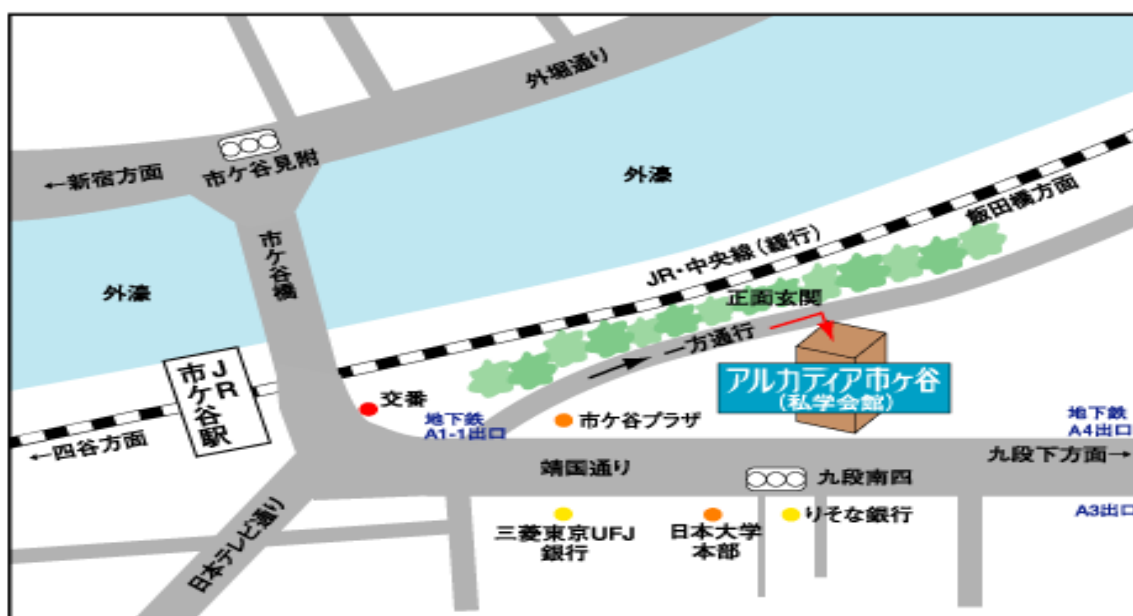 外堀通り
市ケ谷見附
←新宿方面
外濠
市ケ谷橋
外濠
飯田橋方面
JR・中央線(緩行)
正面玄関
一方通行
アルカディア市ヶ谷
(私学会館)
JR
市ケ谷駅
交番
地下鉄
A1-1出口
市ケ谷プラザ
地下鉄
A4出口
←四谷方面
靖国通り
九段下方面→
九段南四
A3出口
三菱東京UFJ
銀行
日本大学
本部
りそな銀行
日本テレビ通り